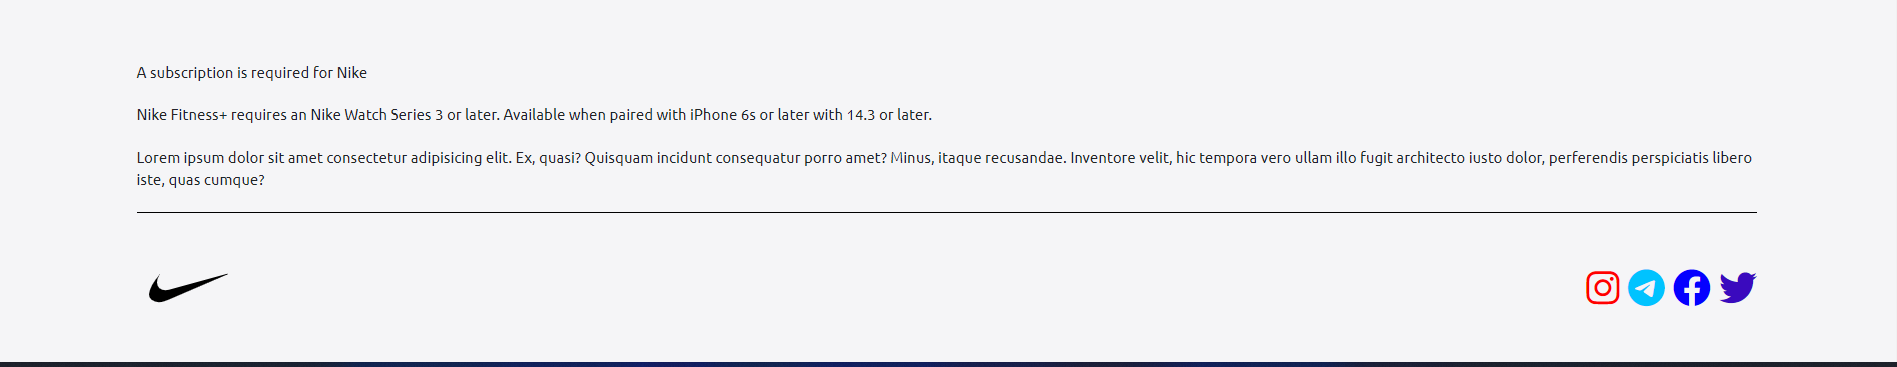 A subscription is required for Nike
Nike Fitness+ requires an Nike Watch Series 3 or later. Available when paired with iPhone 6s or later with 14.3 or later.
Lorem ipsum dolor sit amet consectetur adipisicing elit. Ex, quasi? Quisquam incidunt consequatur porro amet? Minus, itaque recusandae. Inventore velit, hic tempora vero ullam illo fugit architecto iusto dolor, perferendis perspiciatis libero
iste, quas cumque?